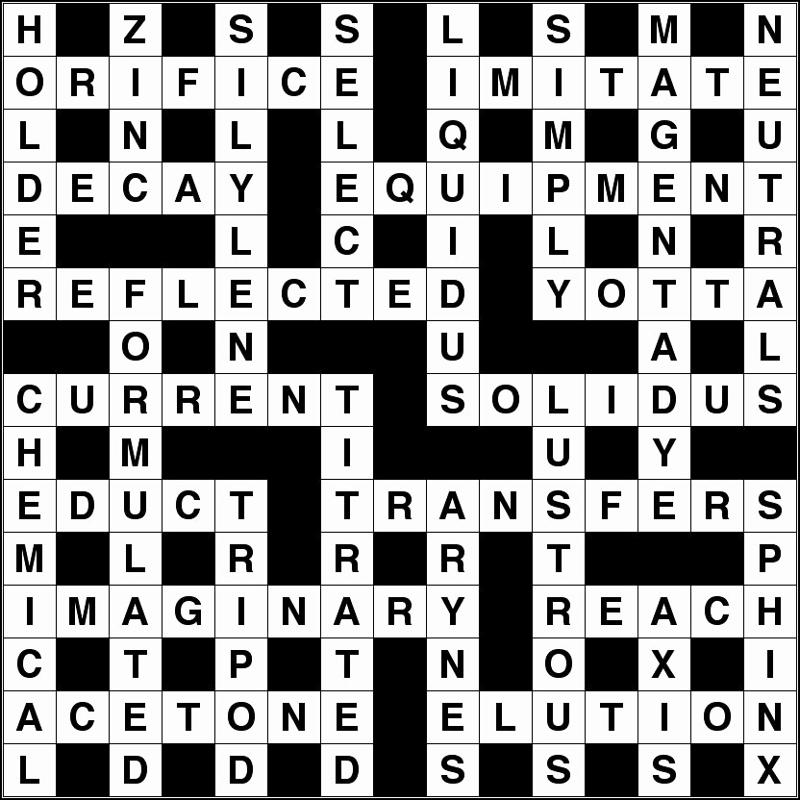 H Z S S L S M N
ORIFICE IMITATE
L N L L Q M G U
DECAY EQUIPMENT
E L C I L N R
REFLECTED YOTTA
O N U A L
CURRENT SOLIDUS
H M I U Y
EDUCT TRANSFERS
M L R R R T P
IMAGINARY REACH
C T P T N O X I
ACETONE ELUTION
L D D D S S S X